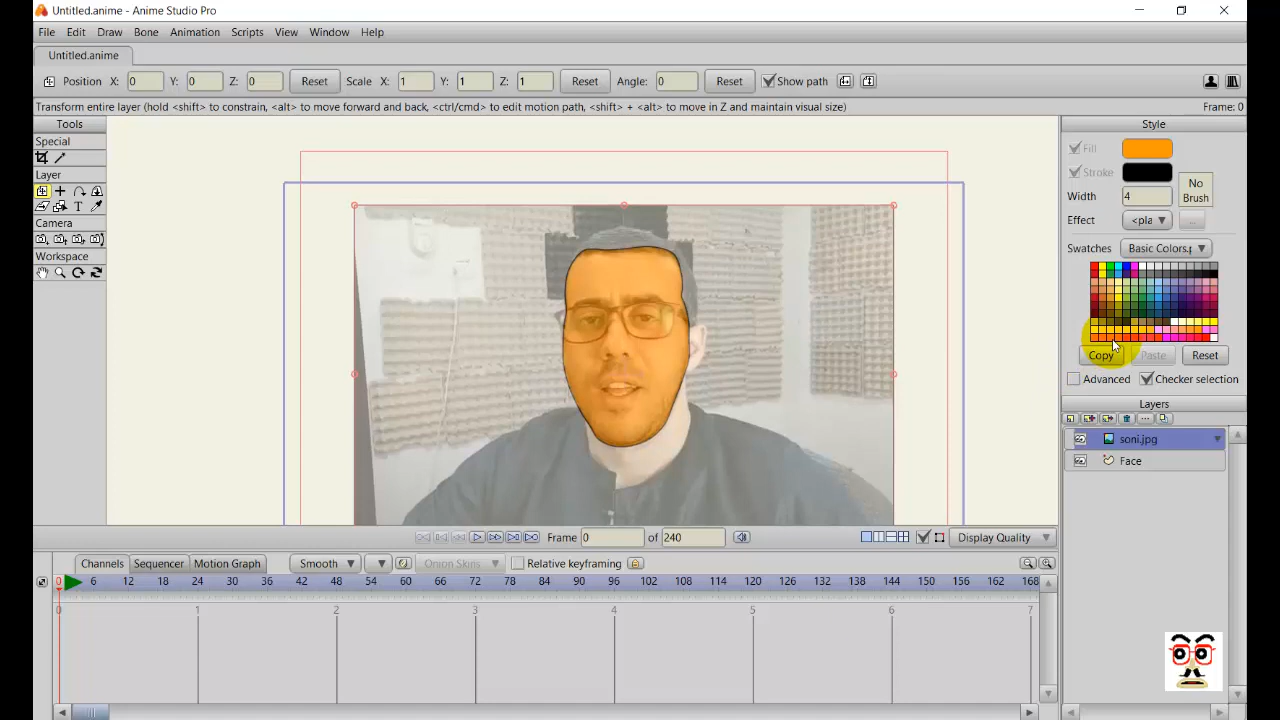 Untitled.anime - Anime Studio Pro
File Edit Draw Bone Animation Scripts View Window Help
Untitled.anime
Position X: 0 Y: 0 Z: 0 Reset Scale X: 1 Y: 1 Z: 1 Reset Angle: 0 Reset Show path
Transform entire layer (hold <shift> to constrain, <alt> to move forward and back, <ctrl/cmd> to edit motion path, <shift> + <alt> to move in Z and maintain visual size) Frame: 0
Tools
Special
Layer
T
Camera
Workspace
Style
Fill
Stroke
Width 4
No Brush
Effect <pla ...
Swatches Basic Colors.p
Copy Paste Reset
Advanced Checker selection
Layers
soni.jpg
Face
Frame 0 of 240 Display Quality
Channels Sequencer Motion Graph Smooth Onion Skins Relative keyframing
0 6 12 18 24 30 36 42 48 54 60 66 72 78 84 90 96 102 108 114 120 126 132 138 144 150 156 162 168
0 1 2 3 4 5 6 7